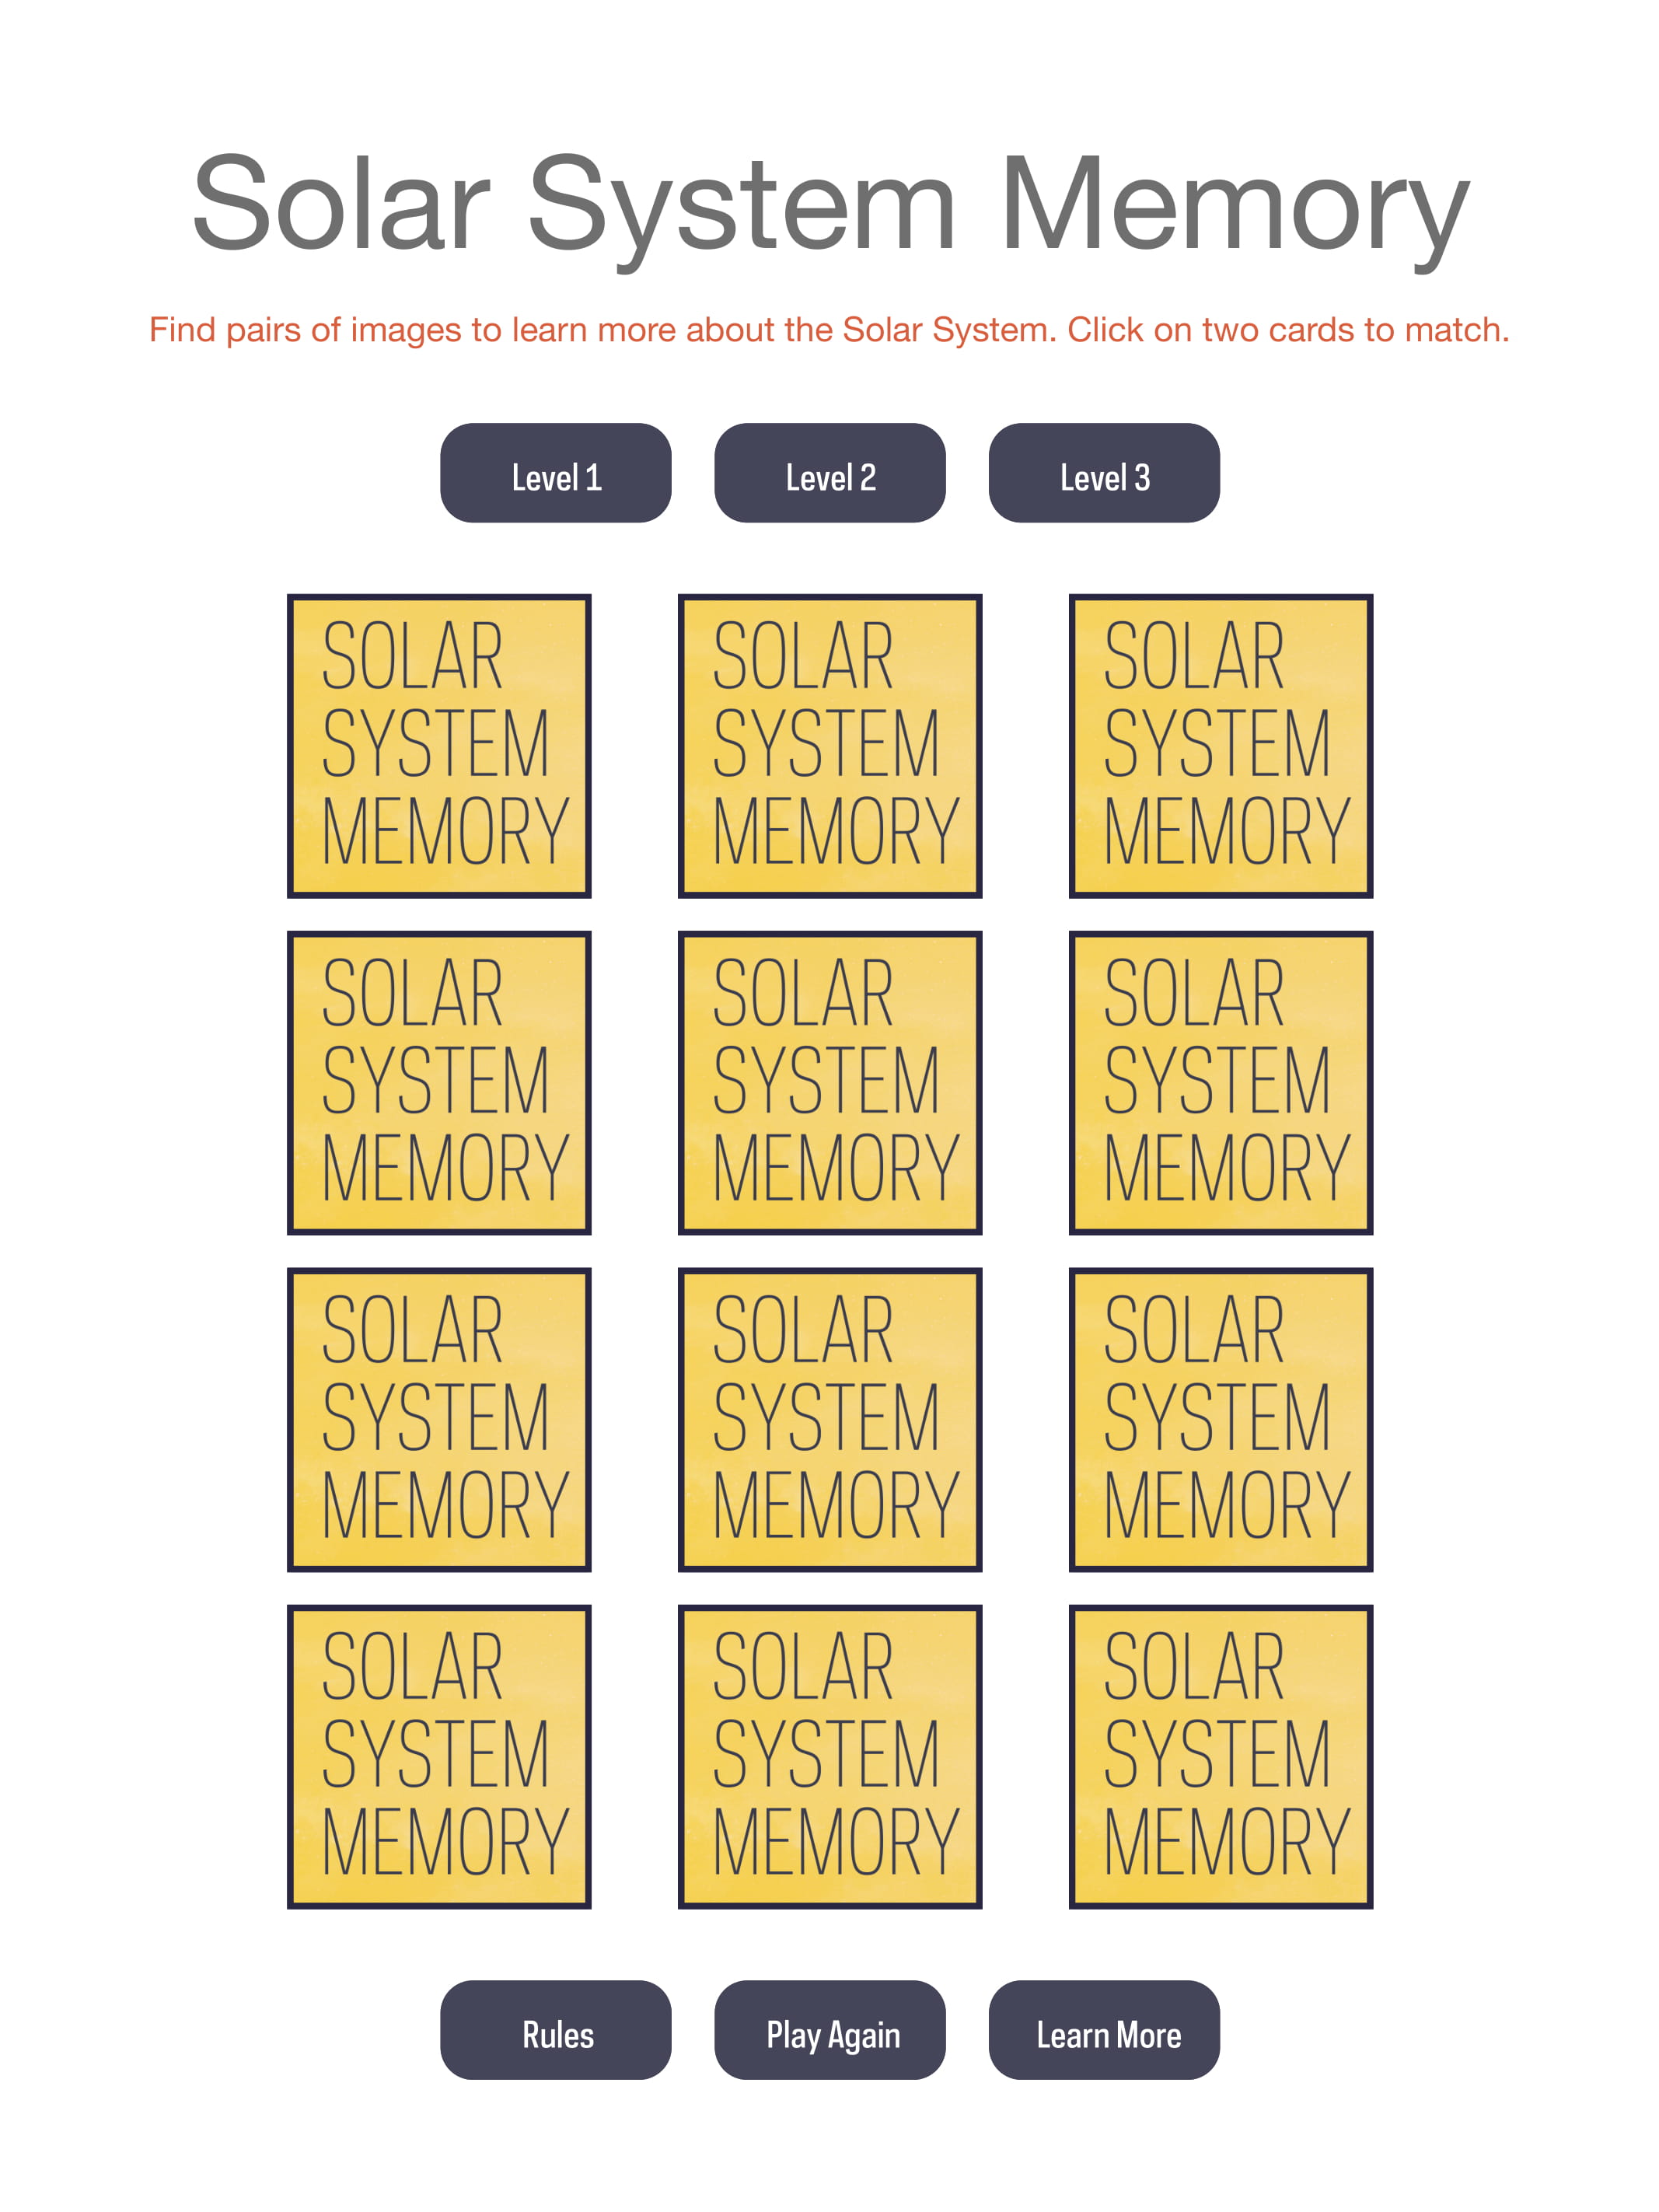 Solar System Memory
Find pairs of images to learn more about the Solar System. Click on two cards to match.
Level 1 Level 2 Level 3
SOLAR SOLAR SOLAR
SYSTEM SYSTEM SYSTEM
MEMORY MEMORY MEMORY
SOLAR SOLAR SOLAR
SYSTEM SYSTEM SYSTEM
MEMORY MEMORY MEMORY
SOLAR SOLAR SOLAR
SYSTEM SYSTEM SYSTEM
MEMORY MEMORY MEMORY
SOLAR SOLAR SOLAR
SYSTEM SYSTEM SYSTEM
MEMORY MEMORY MEMORY
Rules Play Again Learn More